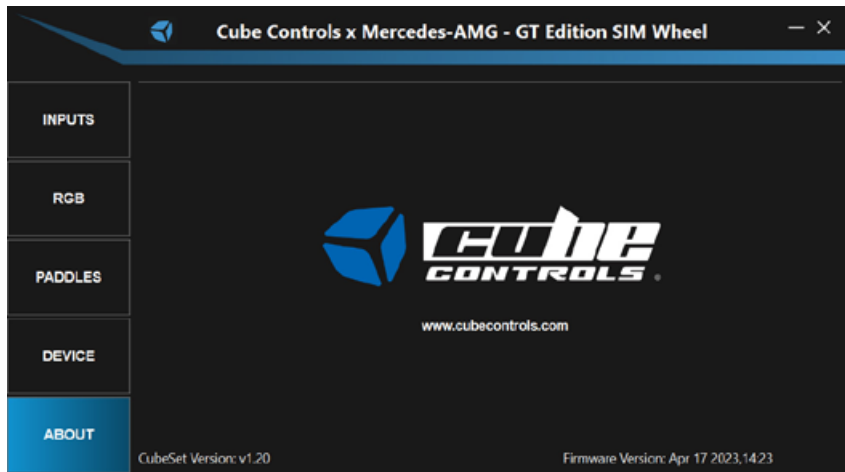 Cube Controls x Mercedes-AMG - GT Edition SIM Wheel
INPUTS
RGB
PADDLES
DEVICE
ABOUT
cube
CONTROLS
www.cubecontrols.com
CubeSet Version: v1.20
Firmware Version: Apr 17 2023,14:23